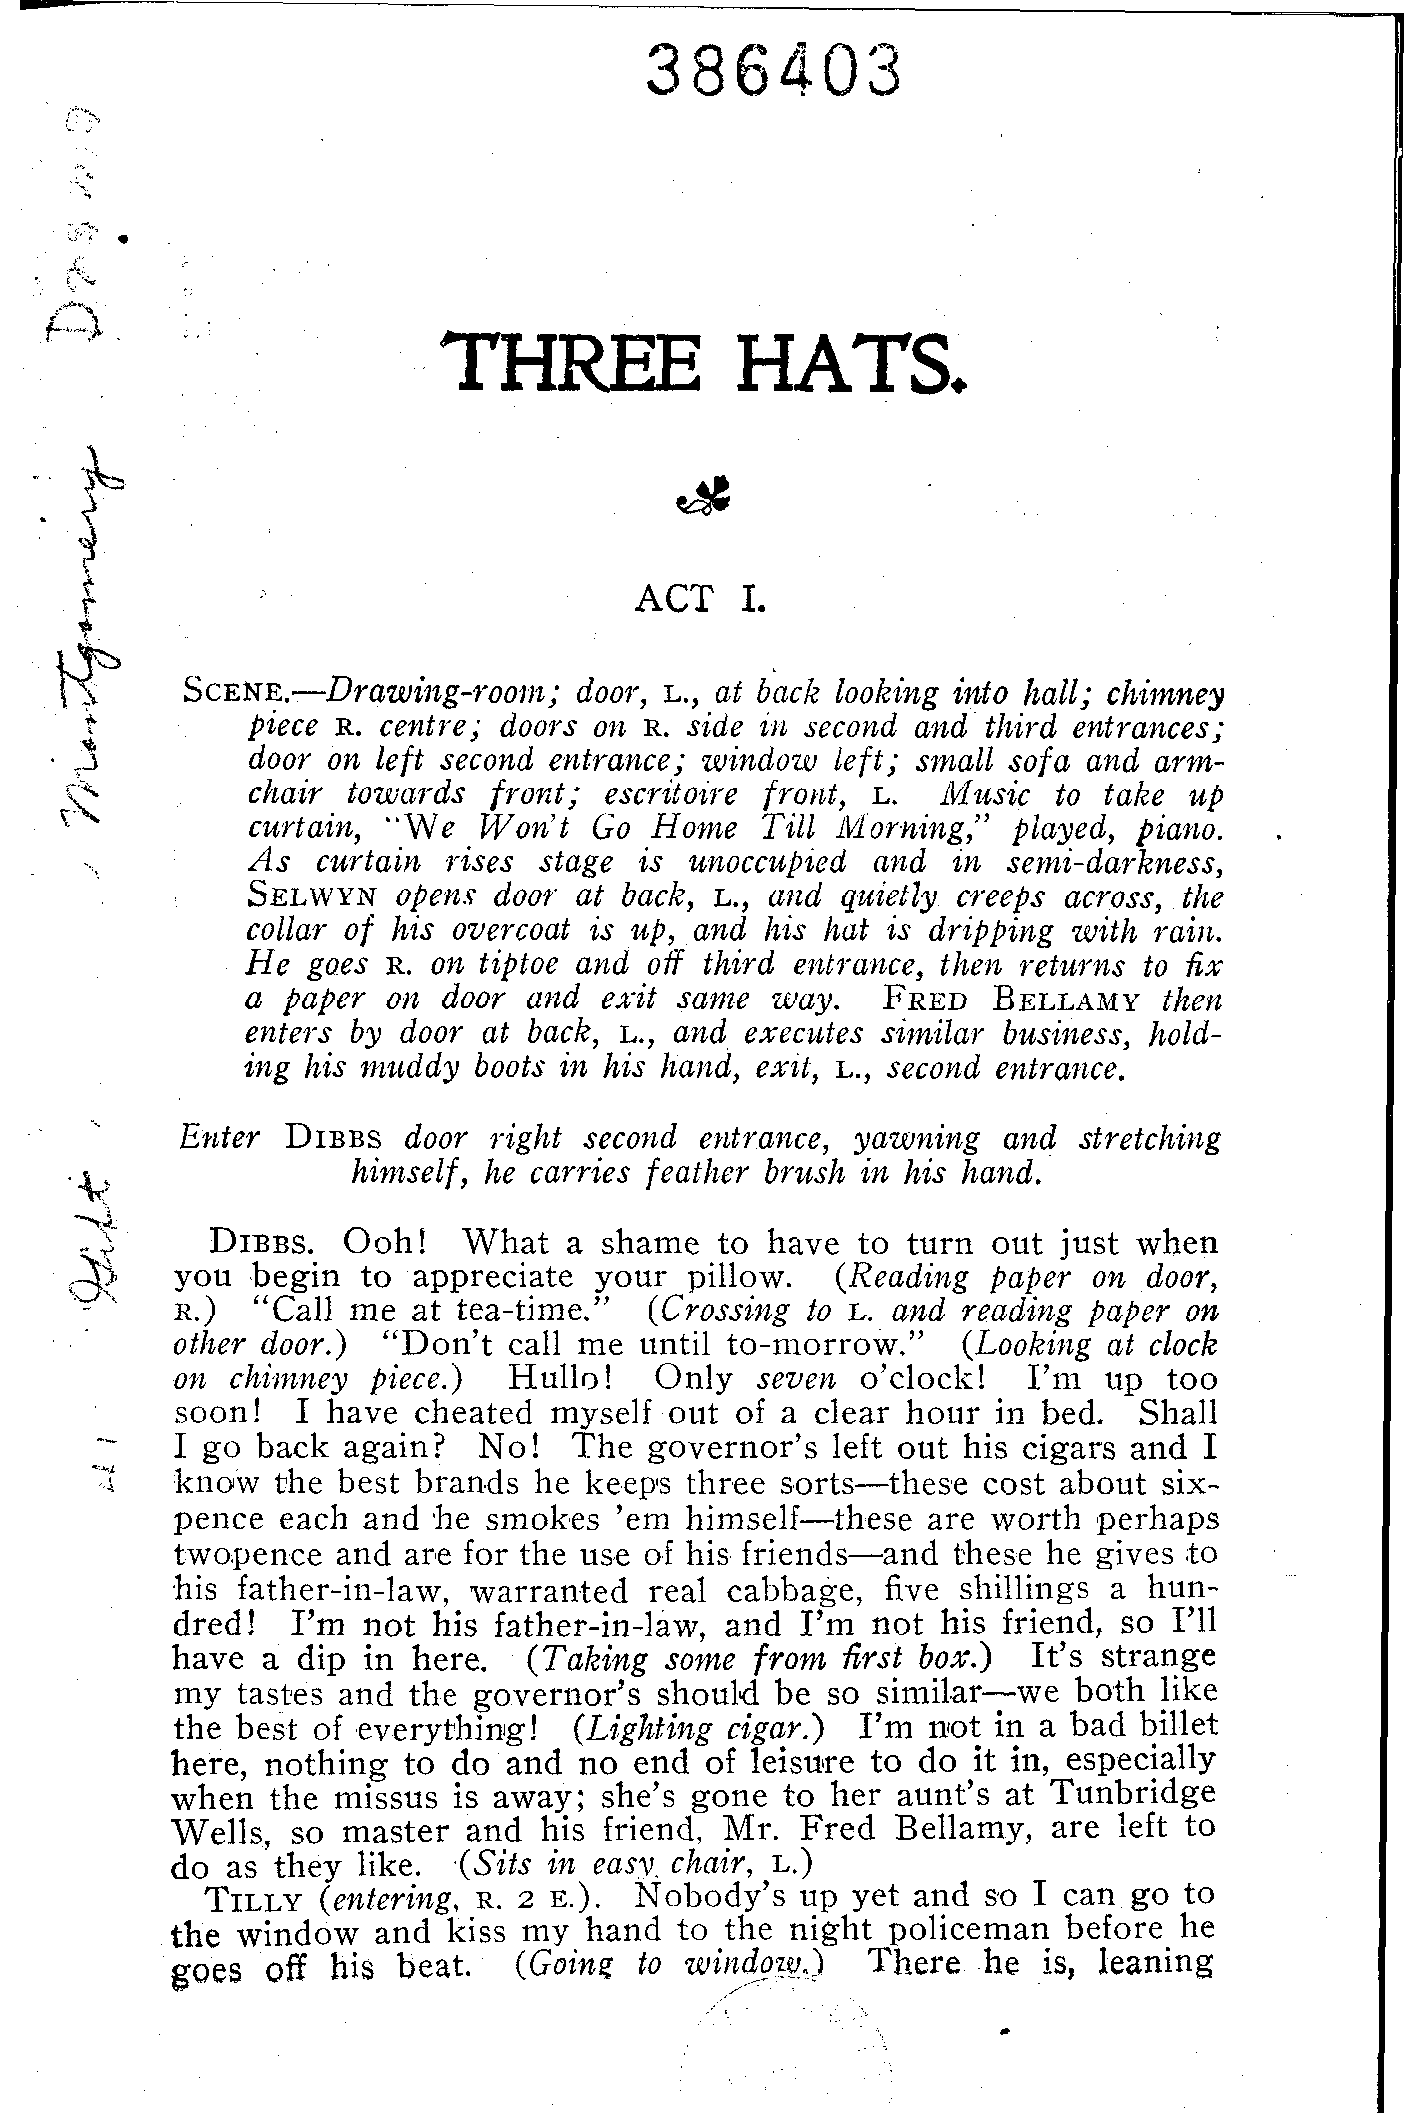 386403
THREE HATS.
ACT I.
SCENE.—Drawing-room; door, L., at back looking into hall; chimney
piece R. centre; doors on R. side in second and third entrances;
door on left second entrance; window left; small sofa and arm-
chair towards front; escritoire front, L. Music to take up
curtain, "We Won't Go Home Till Morning," played, piano.
As curtain rises stage is unoccupied and in semi-darkness,
SELWYN opens door at back, L., and quietly creeps across, the
collar of his overcoat is up, and his hat is dripping with rain.
He goes R. on tiptoe and off third entrance, then returns to fix
a paper on door and exit same way. FRED BELLAMY then
enters by door at back, L., and executes similar business, hold-
ing his muddy boots in his hand, exit, L., second entrance.
Enter DIBBS door right second entrance, yawning and stretching
himself, he carries feather brush in his hand.
DIBBS. Ooh! What a shame to have to turn out just when
you begin to appreciate your pillow. (Reading paper on door,
R.) "Call me at tea-time." (Crossing to L. and reading paper on
other door.) "Don't call me until to-morrow." (Looking at clock
on chimney piece.) Hullo! Only seven o'clock! I'm up too
soon! I have cheated myself out of a clear hour in bed. Shall
I go back again? No! The governor's left out his cigars and I
know the best brands he keeps three sorts—these cost about six-
pence each and he smokes 'em himself—these are worth perhaps
twopence and are for the use of his friends—and these he gives to
his father-in-law, warranted real cabbage, five shillings a hun-
dred! I'm not his father-in-law, and I'm not his friend, so I'll
have a dip in here. (Taking some from first box.) It's strange
my tastes and the governor's should be so similar—we both like
the best of everything! (Lighting cigar.) I'm not in a bad billet
here, nothing to do and no end of leisure to do it in, especially
when the missus is away; she's gone to her aunt's at Tunbridge
Wells, so master and his friend, Mr. Fred Bellamy, are left to
do as they like. (Sits in easy chair, L.)
TILLY (entering, R. 2 E.). Nobody's up yet and so I can go to
the window and kiss my hand to the night policeman before he
goes off his beat. (Going to window.) There he is, leaning
Gift
Montgomery